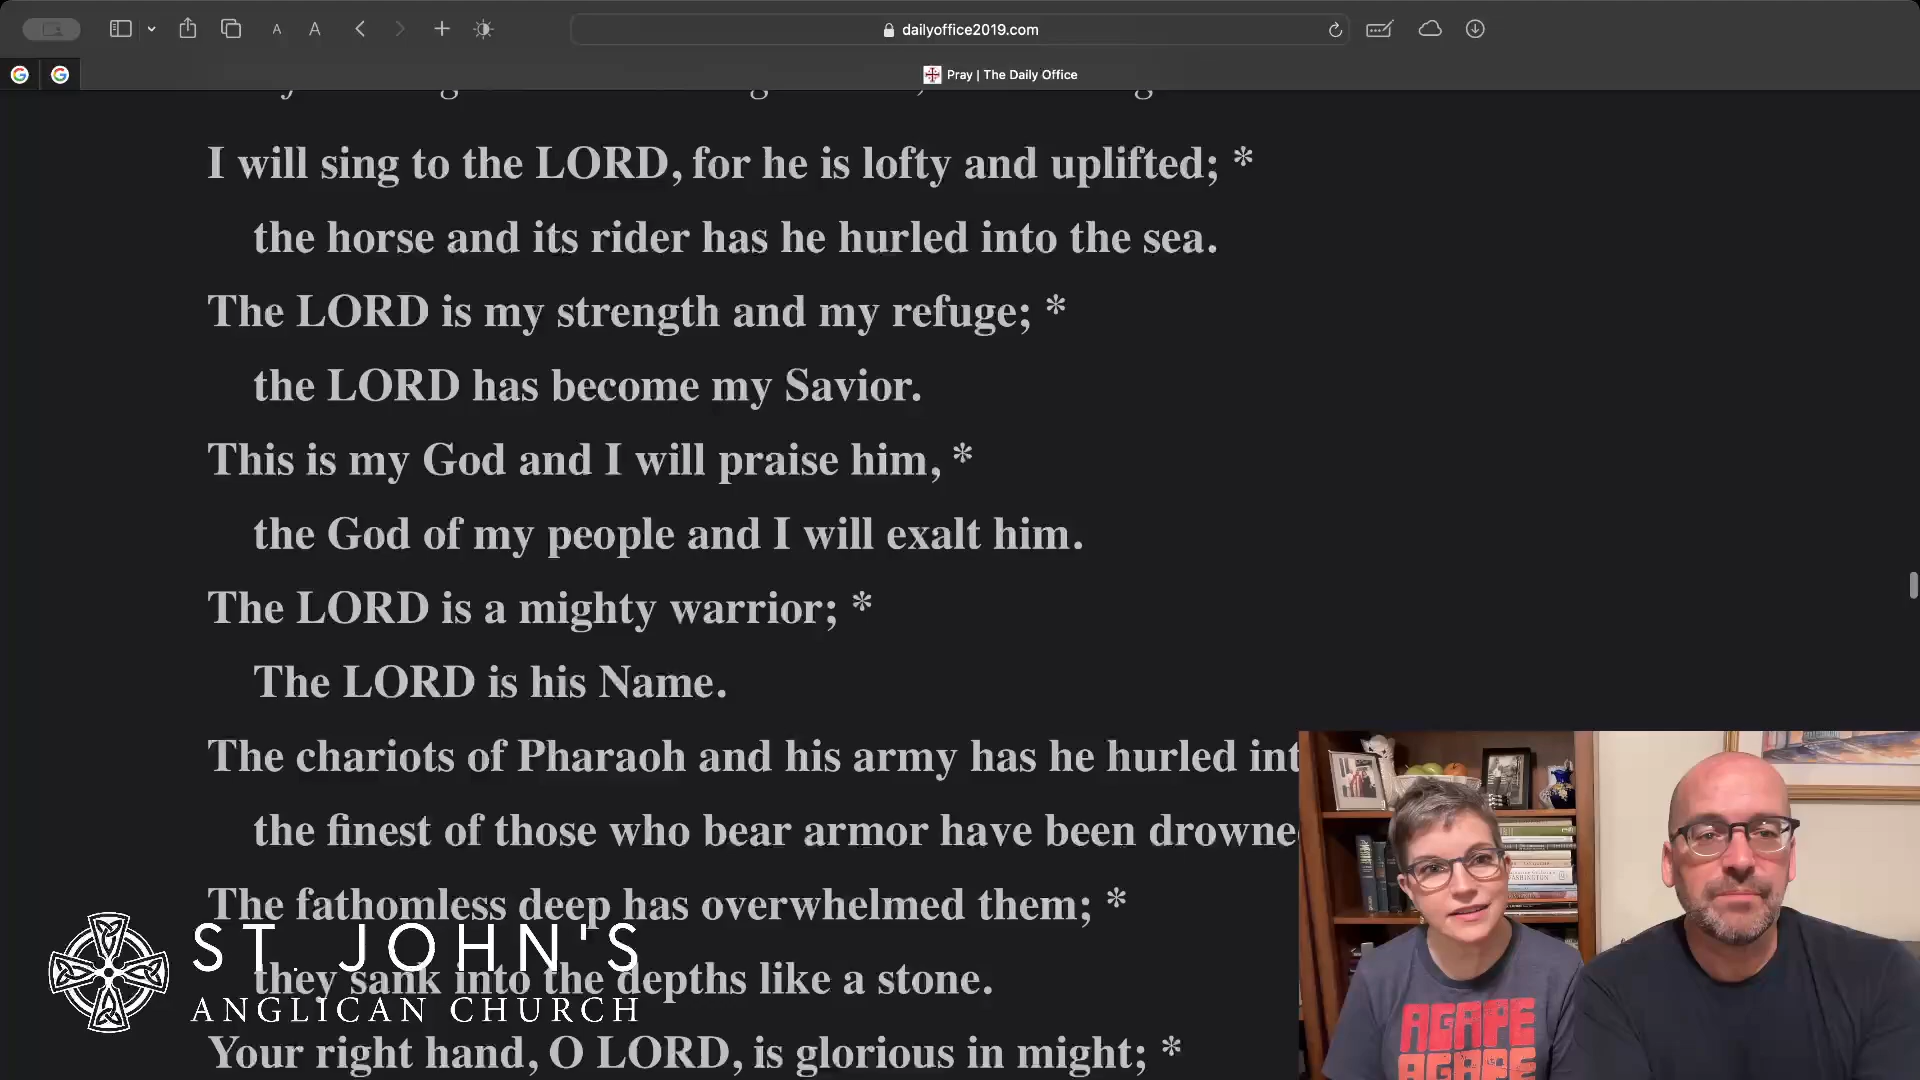 dailyoffice2019.com
Pray | The Daily Office
I will sing to the LORD, for he is lofty and uplifted; *
the horse and its rider has he hurled into the sea.
The LORD is my strength and my refuge; *
the LORD has become my Savior.
This is my God and I will praise him, *
the God of my people and I will exalt him.
The LORD is a mighty warrior; *
The LORD is his Name.
The chariots of Pharaoh and his army has he hurled
the finest of those who bear armor have been
The fathomless deep has overwhelmed them; *
they sank into the depths like a stone.
Your right hand, O LORD, is glorious in might; *
ST. JOHN'S
ANGLICAN CHURCH
AGAPE
AGAPE